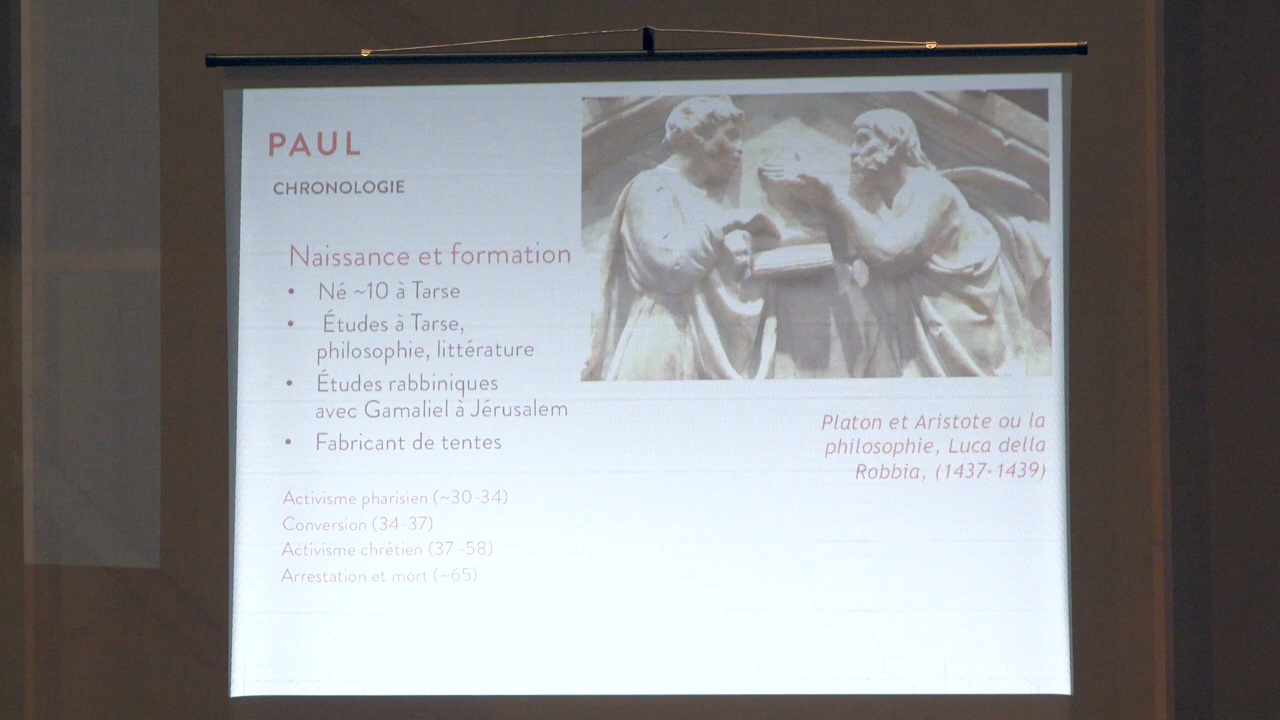 PAUL
CHRONOLOGIE
Naissance et formation
• Né ~10 à Tarse
• Études à Tarse,
philosophie, littérature
• Études rabbiniques
avec Gamaliel à Jérusalem
• Fabricant de tentes
Activisme pharisien (~30-34)
Conversion (34-37)
Activisme chrétien (37 -58)
Arrestation et mort (~65)
Platon et Aristote ou la
philosophie, Luca della
Robbia, (1437-1439)